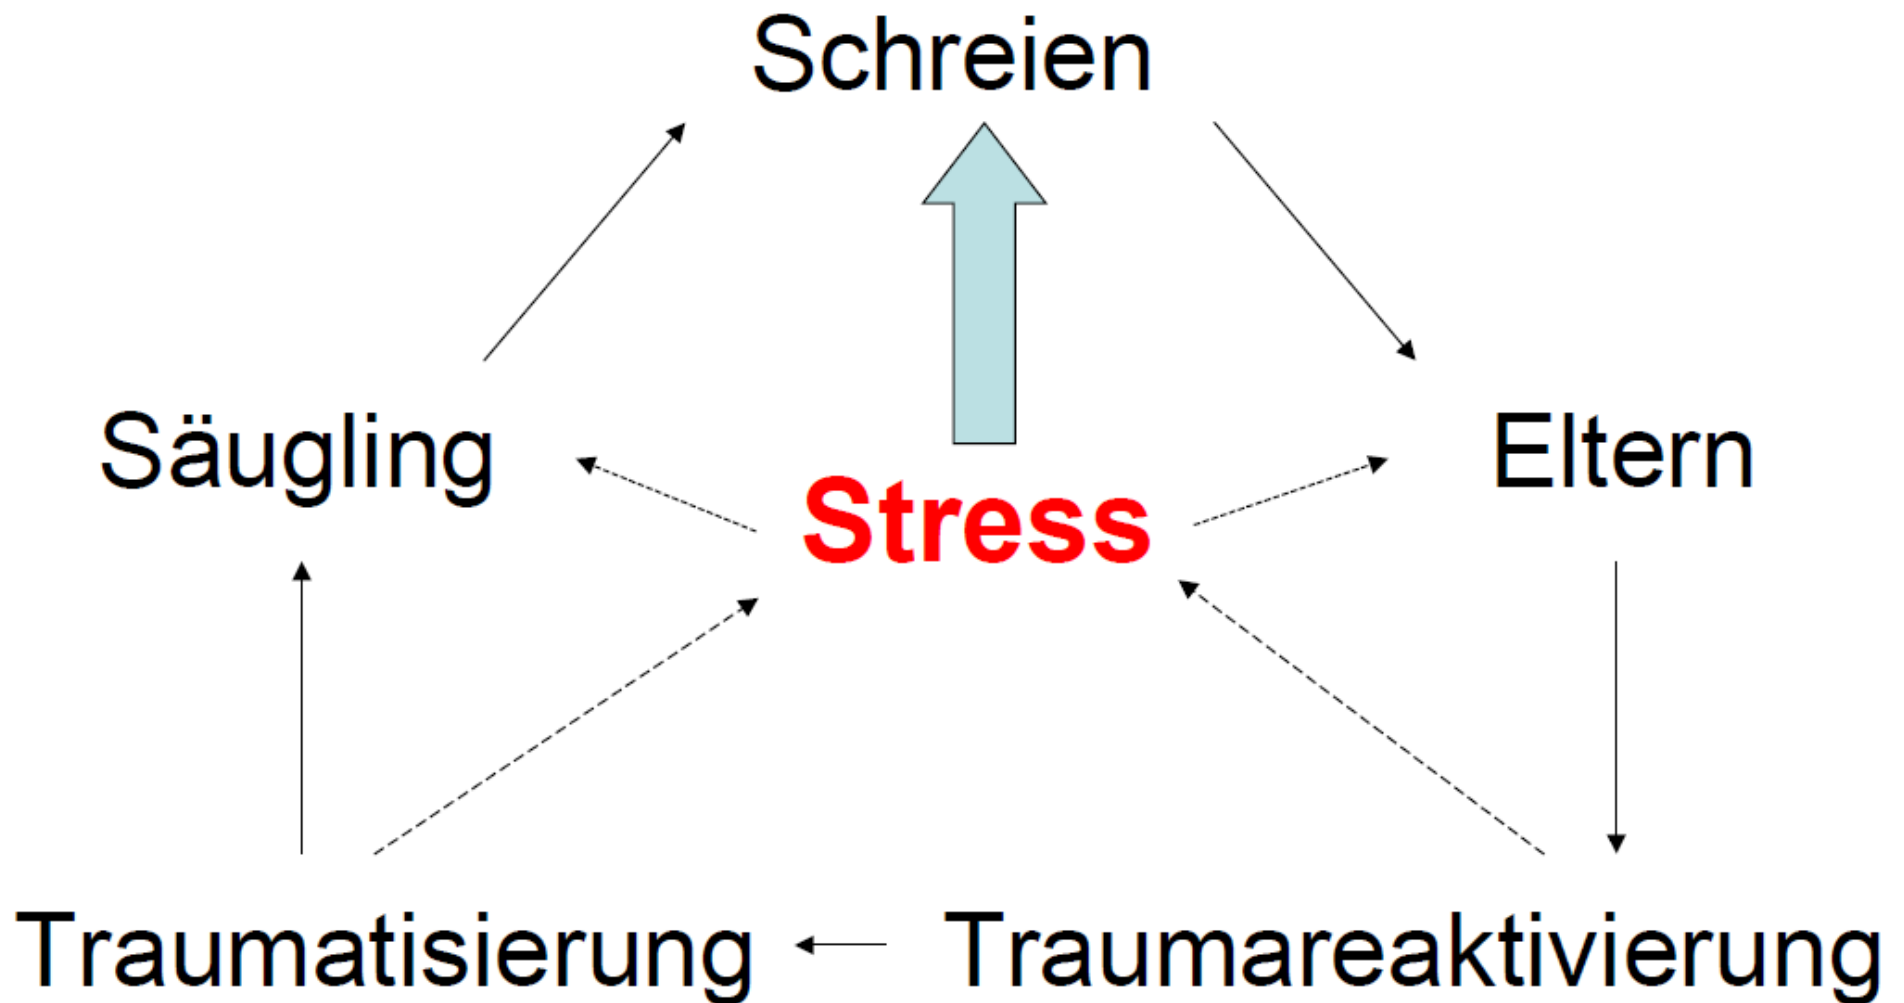 Schreien
Säugling
Eltern
Stress
Traumatisierung
Traumareaktivierung